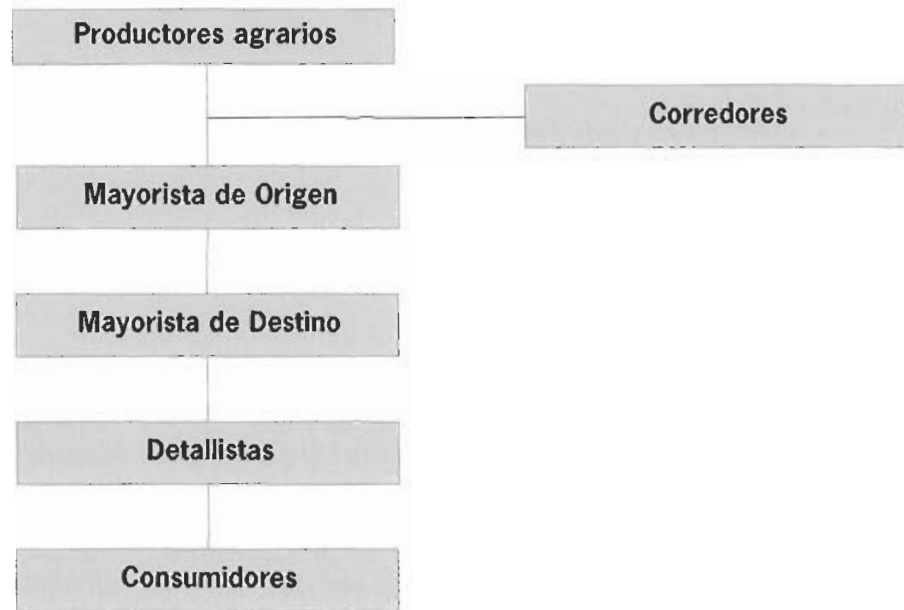 Productores agrarios
Corredores
Mayorista de Origen
Mayorista de Destino
Detallistas
Consumidores